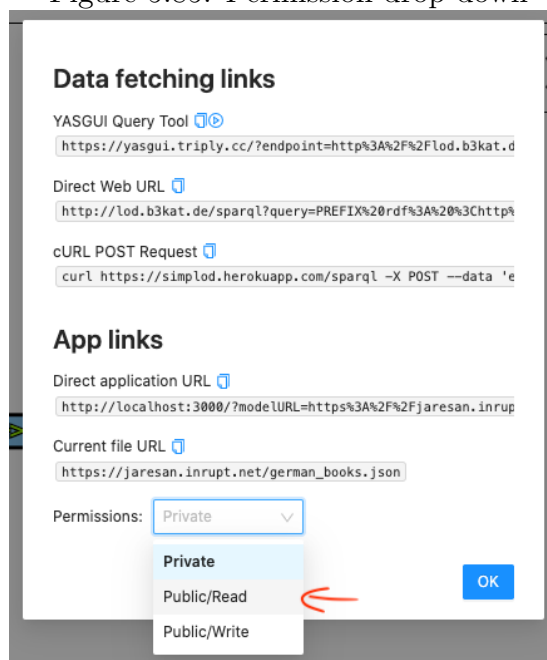 Data fetching links
YASGUI Query Tool
https://yasgui.triply.cc/?endpoint=http%3A%2F%2Flod.b3kat.d
Direct Web URL
http://lod.b3kat.de/sparql?query=PREFIX%20rdf%3A%20%3Chttp%
cURL POST Request
curl https://simplod.herokuapp.com/sparql -X POST --data 'e
App links
Direct application URL
http://localhost:3000/?modelURL=https%3A%2F%2Fjaresan.inrup
Current file URL
https://jaresan.inrupt.net/german_books.json
Permissions: Private
Private
Public/Read
Public/Write
OK